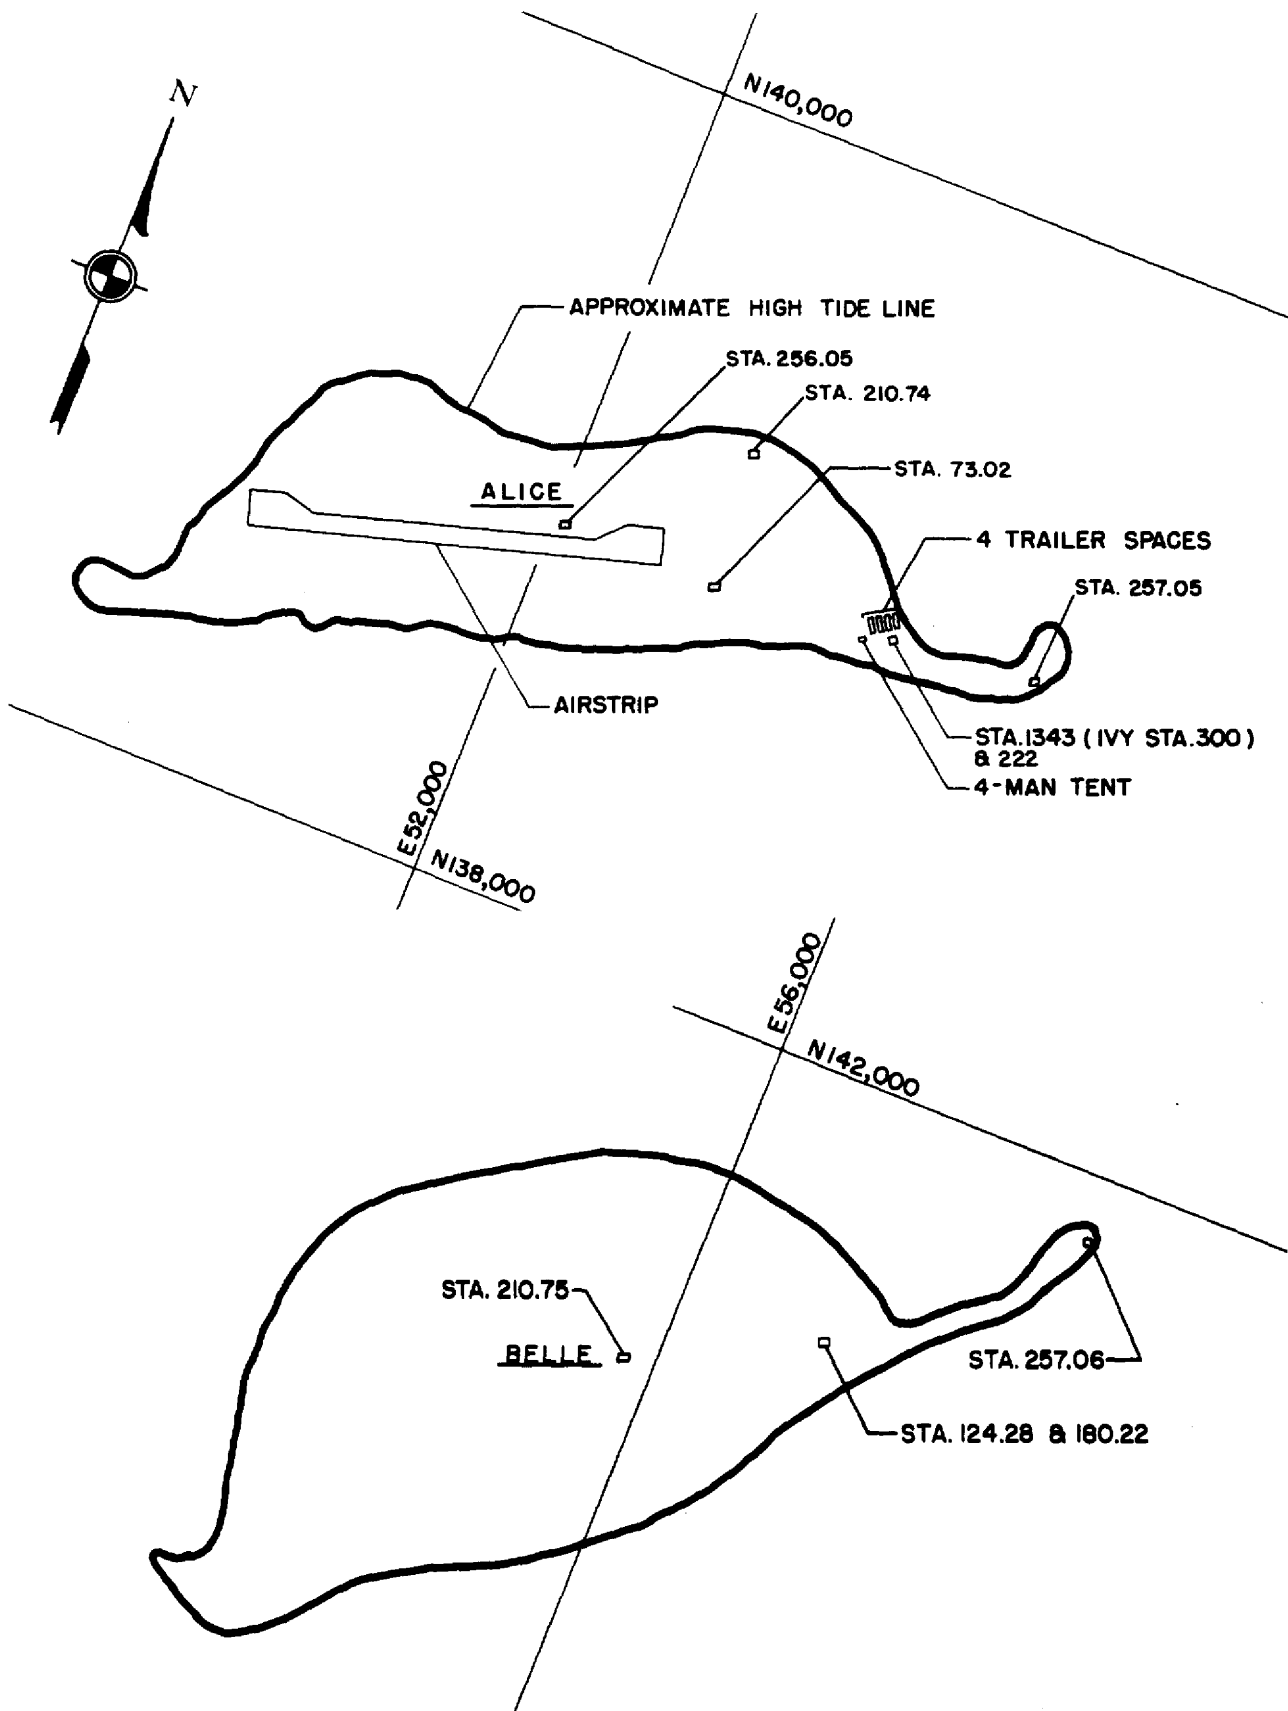 N140,000
N
APPROXIMATE HIGH TIDE LINE
STA. 256.05
STA. 210.74
STA. 73.02
ALICE
4 TRAILER SPACES
STA. 257.05
AIRSTRIP
STA. 1343 (IVY STA. 300)
& 222
4-MAN TENT
E52,000
N138,000
E56,000
N142,000
STA. 210.75
BELLE
STA. 257.06
STA. 124.28 & 180.22